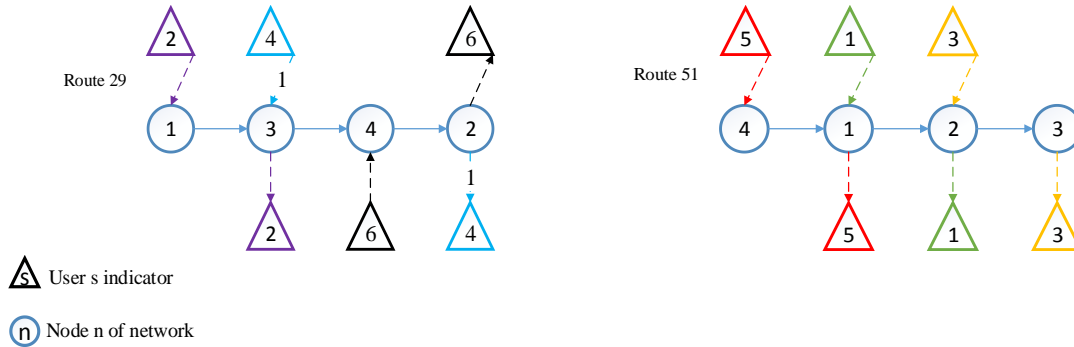 2 4 6 5 1 3
Route 29 1 Route 51
1 3 4 2 4 1 2 3
1
2 6 4 5 1 3
s User s indicator
n Node n of network